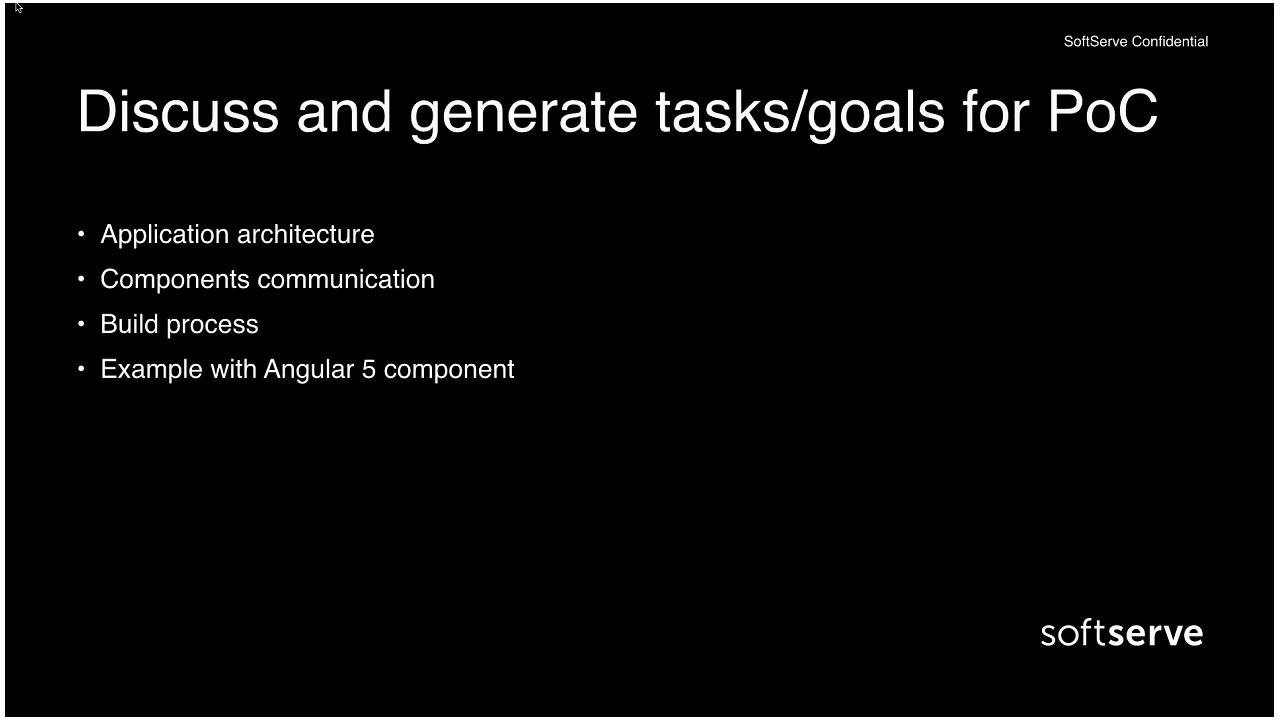 SoftServe Confidential
Discuss and generate tasks/goals for PoC
• Application architecture
• Components communication
• Build process
• Example with Angular 5 component
softserve